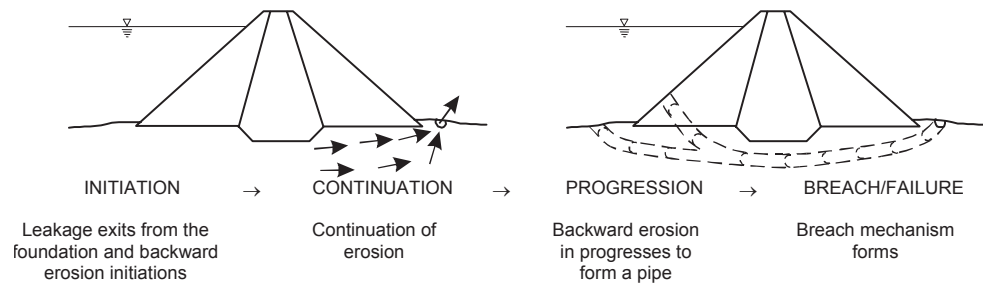 INITIATION → CONTINUATION → PROGRESSION → BREACH/FAILURE
Leakage exits from the
foundation and backward
erosion initiations
Continuation of
erosion
Backward erosion
in progresses to
form a pipe
Breach mechanism
forms